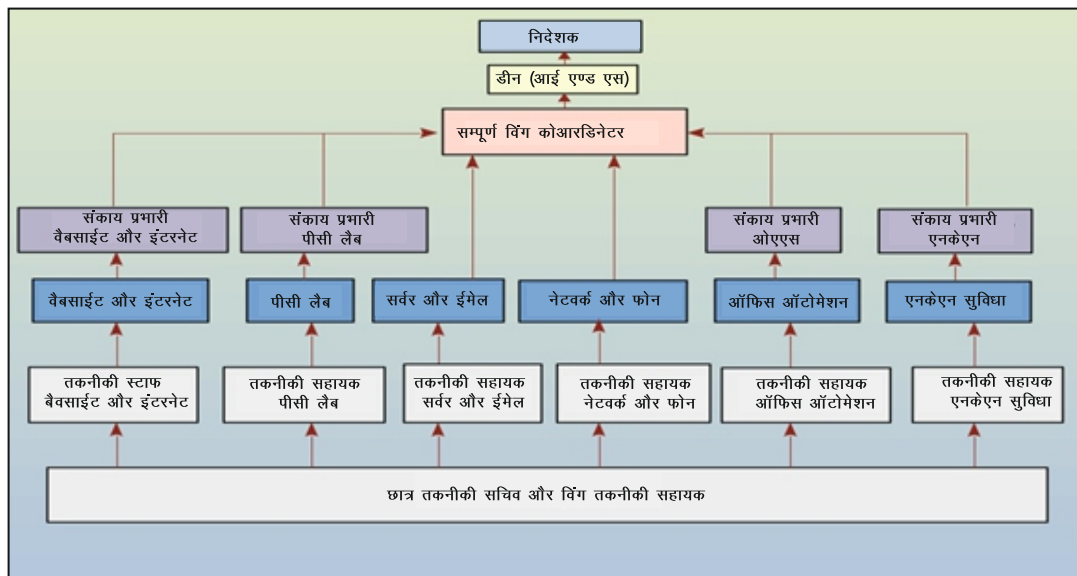 निदेशक
डीन (आई एण्ड एस)
सम्पूर्ण विंग कोआरडिनेटर
संकाय प्रभारी
वैबसाईट और इंटरनेट
संकाय प्रभारी
पीसी लैब
संकाय प्रभारी
ओएएस
संकाय प्रभारी
एनकेएन
वैबसाईट और इंटरनेट
पीसी लैब
सर्वर और ईमेल
नेटवर्क और फोन
ऑफिस ऑटोमेशन
एनकेएन सुविधा
तकनीकी स्टाफ
बैवसाईट और इंटरनेट
तकनीकी सहायक
पीसी लैब
तकनीकी सहायक
सर्वर और ईमेल
तकनीकी सहायक
नेटवर्क और फोन
तकनीकी सहायक
ऑफिस ऑटोमेशन
तकनीकी सहायक
एनकेएन सुविधा
छात्र तकनीकी सचिव और विंग तकनीकी सहायक